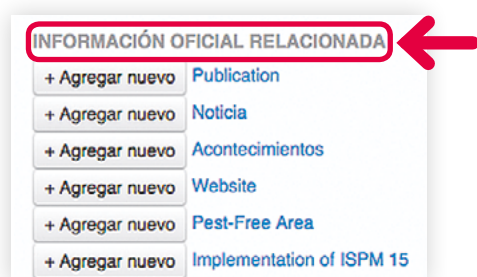 INFORMACIÓN OFICIAL RELACIONADA
+ Agregar nuevo Publication
+ Agregar nuevo Noticia
+ Agregar nuevo Acontecimientos
+ Agregar nuevo Website
+ Agregar nuevo Pest-Free Area
+ Agregar nuevo Implementation of ISPM 15